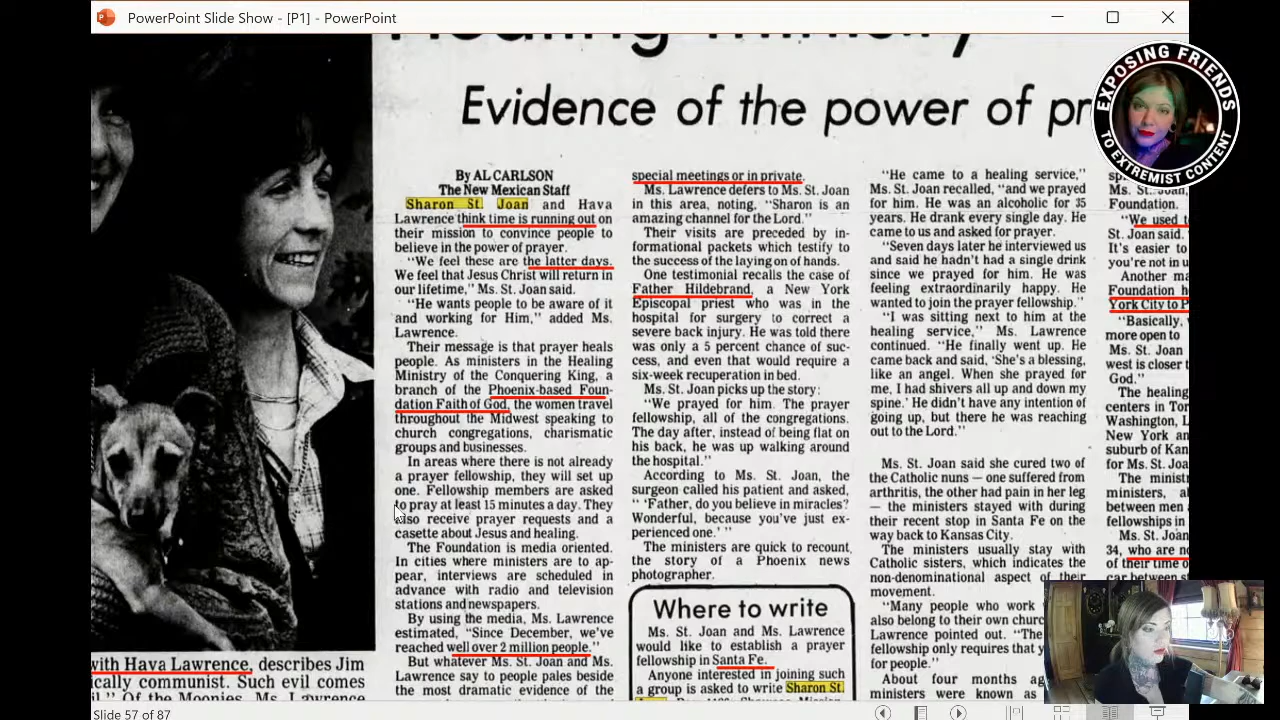 PowerPoint Slide Show - [P1] - PowerPoint
EXPOSING FRIENDS
TO EXTREMIST CONTENT
Evidence of the power of pr
By AL CARLSON
The New Mexican Staff
Sharon St. Joan and Hava
Lawrence think time is running out on
their mission to convince people to
believe in the power of prayer.
"We feel these are the latter days.
We feel that Jesus Christ will return in
our lifetime," Ms. St. Joan said.
"He wants people to be aware of it
and working for Him," added Ms.
Lawrence.
Their message is that prayer heals
people. As ministers in the Healing
Ministry of the Conquering King, a
branch of the Phoenix-based Foun-
dation Faith of God, the women travel
throughout the Midwest speaking to
church congregations, charismatic
groups and businesses.
In areas where there is not already
a prayer fellowship, they will set up
one. Fellowship members are asked
to pray at least 15 minutes a day. They
also receive prayer requests and a
casette about Jesus and healing.
The Foundation is media oriented.
In cities where ministers are to ap-
pear, interviews are scheduled in
advance with radio and television
stations and newspapers.
By using the media, Ms. Lawrence
estimated, "Since December, we've
reached well over 2 million people."
But whatever Ms. St. Joan and Ms.
Lawrence say to people pales beside
the most dramatic evidence of the
special meetings or in private.
Ms. Lawrence defers to Ms. St. Joan
in this area, noting. "Sharon is an
amazing channel for the Lord."
Their visits are preceded by in-
formational packets which testify to
the success of the laying on of hands.
One testimonial recalls the case of
Father Hildebrand, a New York
Episcopal priest who was in the
hospital for surgery to correct a
severe back injury. He was told there
was only a 5 percent chance of suc-
cess, and even that would require a
six-week recuperation in bed.
Ms. St. Joan picks up the story:
"We prayed for him. The prayer
fellowship, all of the congregations.
The day after, instead of being flat on
his back, he was up walking around
the hospital."
According to Ms. St. Joan, the
surgeon called his patient and asked,
" 'Father, do you believe in miracles?
Wonderful, because you've just ex-
perienced one.' "
The ministers are quick to recount
the story of a Phoenix news
photographer.
Where to write
Ms. St. Joan and Ms. Lawrence
would like to establish a prayer
fellowship in Santa Fe.
Anyone interested in joining such
a group is asked to write Sharon St.
"He came to a healing service,"
Ms. St. Joan recalled, "and we prayed
for him. He was an alcoholic for 35
years. He drank every single day. He
came to us and asked for prayer.
"Seven days later he interviewed us
and said he hadn't had a single drink
since we prayed for him. He was
feeling extraordinarily happy. He
wanted to join the prayer fellowship."
"I was sitting next to him at the
healing service," Ms. Lawrence
continued. "He finally went up. He
came back and said, 'She's a blessing,
like an angel. When she prayed for
me, I had shivers all up and down my
spine.' He didn't have any intention of
going up, but there he was reaching
out to the Lord."
Ms. St. Joan said she cured two of
the Catholic nuns — one suffered from
arthritis, the other had pain in her leg
— the ministers stayed with during
their recent stop in Santa Fe on the
way back to Kansas City.
The ministers usually stay with
Catholic sisters, which indicates the
non-denominational aspect of their
movement.
"Many people who work
also belong to their own churc
Lawrence pointed out. "The
fellowship only requires that y
for people."
About four months ag
ministers were known as
Ms. St. Joan
Foundation.
"We used t
St. Joan said.
It's easier to
you're not in u
Another ma
Foundation h
York City to P
"Basically,
more open to
Ms. St. Joan
west is closer t
God."
The healing
centers in Tor
Washington, L
New York an
suburb of Kan
for Ms. St. Joa
The minist
ministers, al
between men
fellowships in
Ms. St. Joan
34, who are no
of their time o
car between s
with Hava Lawrence, describes Jim
ically communist. Such evil comes
il." Of the Moonies, Ms. Lawrence
Slide 57 of 87